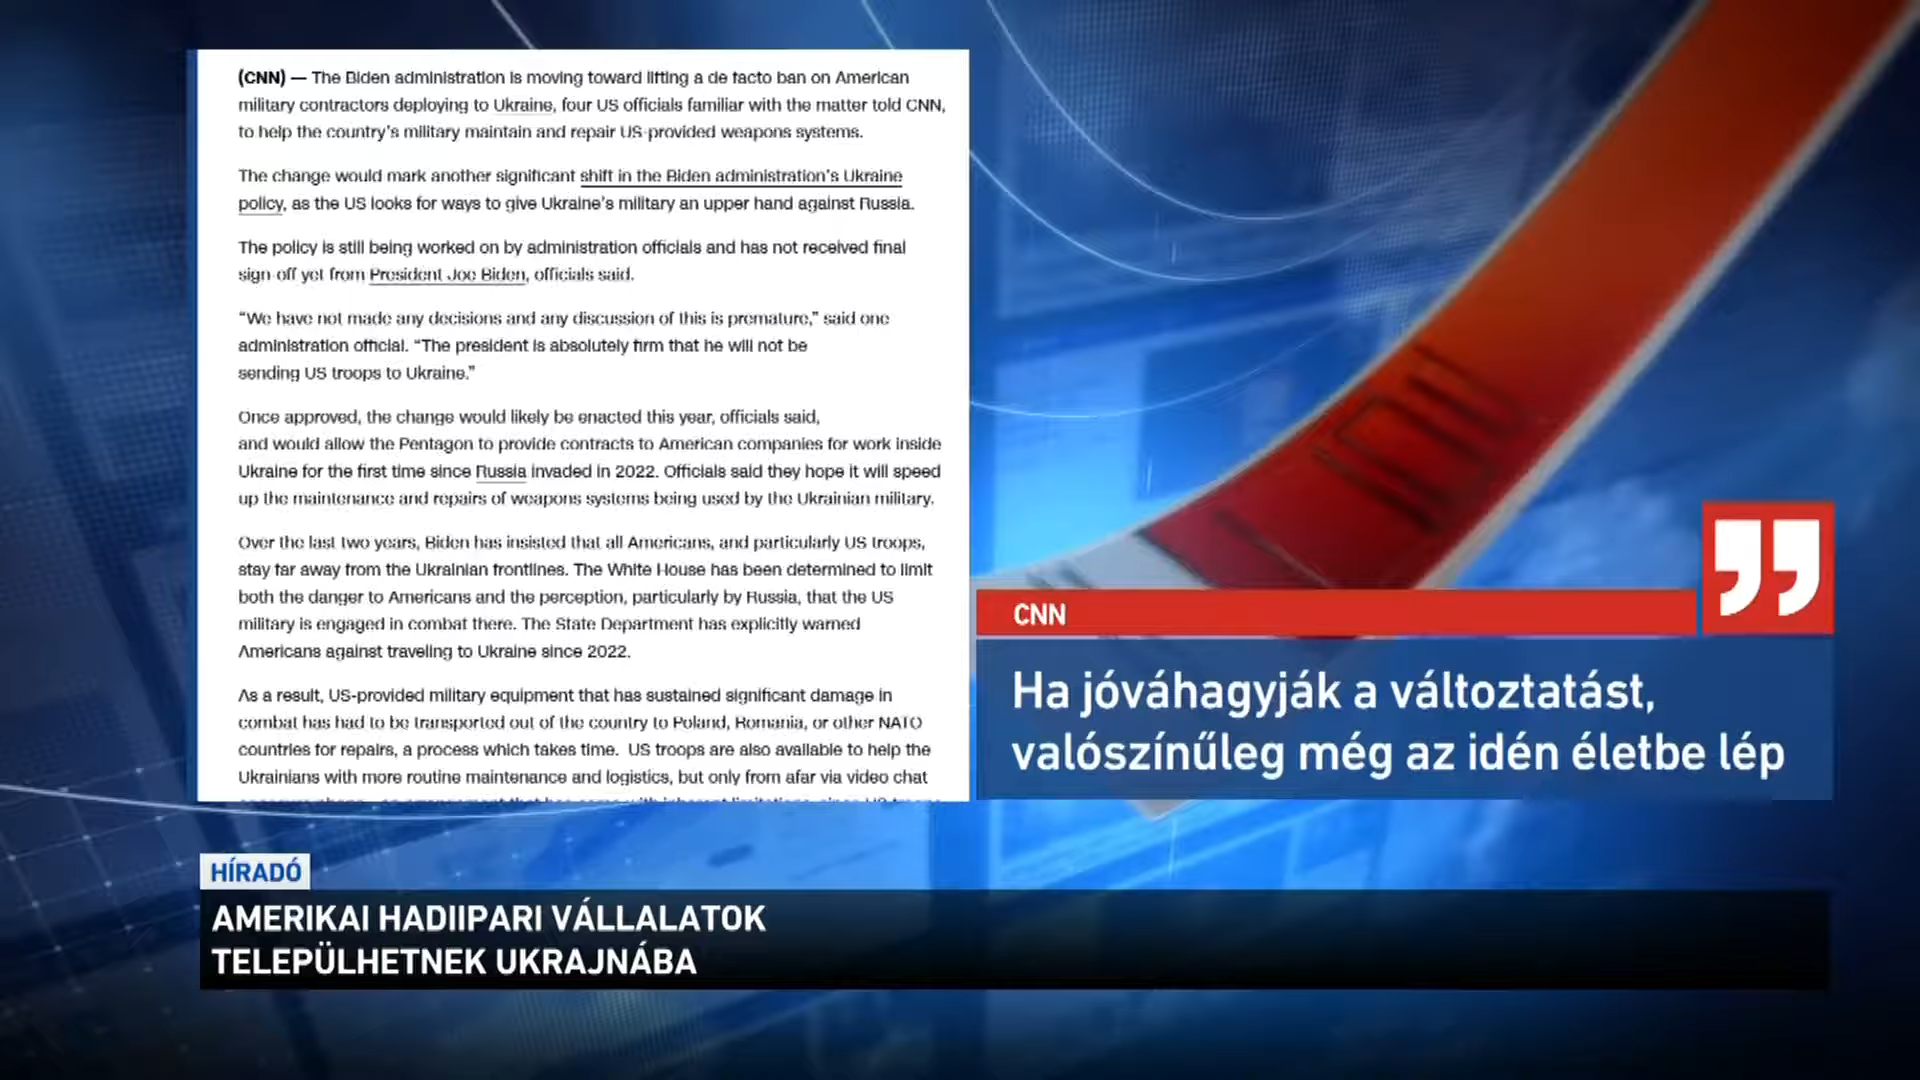 (CNN) — The Biden administration is moving toward lifting a de facto ban on American
military contractors deploying to Ukraine, four US officials familiar with the matter told CNN,
to help the country's military maintain and repair US-provided weapons systems.
The change would mark another significant shift in the Biden administration's Ukraine
policy, as the US looks for ways to give Ukraine's military an upper hand against Russia.
The policy is still being worked on by administration officials and has not received final
sign-off yet from President Joe Biden, officials said.
“We have not made any decisions and any discussion of this is premature,” said one
administration official. “The president is absolutely firm that he will not be
sending US troops to Ukraine.”
Once approved, the change would likely be enacted this year, officials said,
and would allow the Pentagon to provide contracts to American companies for work inside
Ukraine for the first time since Russia invaded in 2022. Officials said they hope it will speed
up the maintenance and repairs of weapons systems being used by the Ukrainian military.
Over the last two years, Biden has insisted that all Americans, and particularly US troops,
stay far away from the Ukrainian frontlines. The White House has been determined to limit
both the danger to Americans and the perception, particularly by Russia, that the US
military is engaged in combat there. The State Department has explicitly warned
Americans against traveling to Ukraine since 2022.
As a result, US-provided military equipment that has sustained significant damage in
combat has had to be transported out of the country to Poland, Romania, or other NATO
countries for repairs, a process which takes time. US troops are also available to help the
Ukrainians with more routine maintenance and logistics, but only from afar via video chat
”
CNN
Ha jóváhagyják a változtatást,
valószínűleg még az idén életbe lép
HÍRADÓ
AMERIKAI HADIIPARI VÁLLALATOK
TELEPÜLHETNEK UKRAJNÁBA